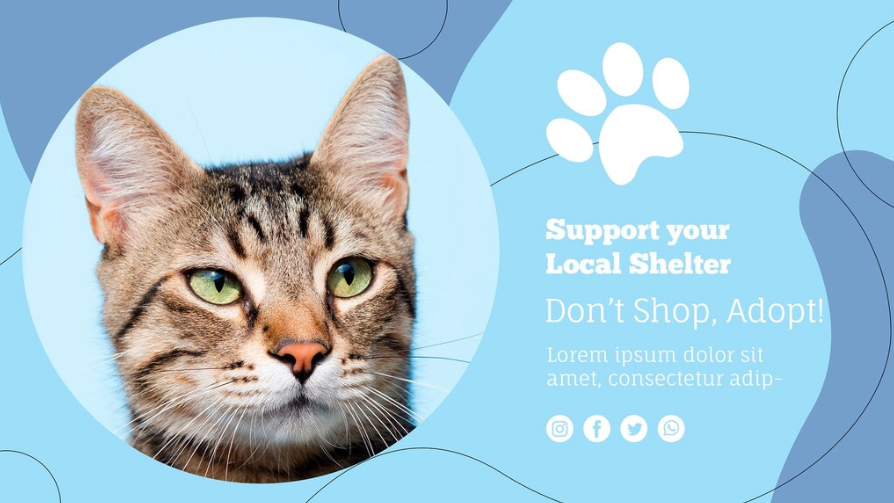 Support your
Local Shelter
Don't Shop, Adopt!
Lorem ipsum dolor sit
amet, consectetur adip-